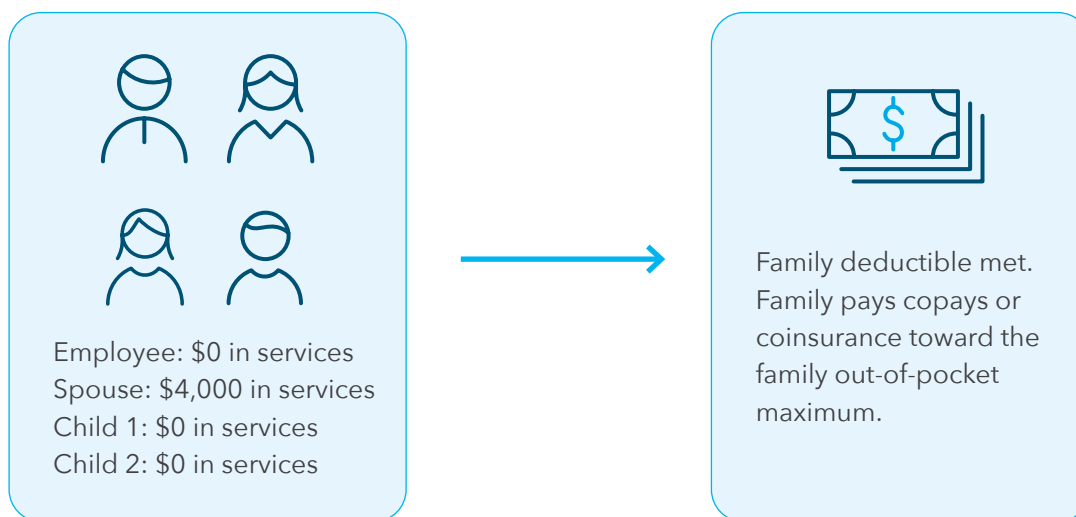 $
Employee: $0 in services
Spouse: $4,000 in services
Child 1: $0 in services
Child 2: $0 in services
Family deductible met.
Family pays copays or
coinsurance toward the
family out-of-pocket
maximum.